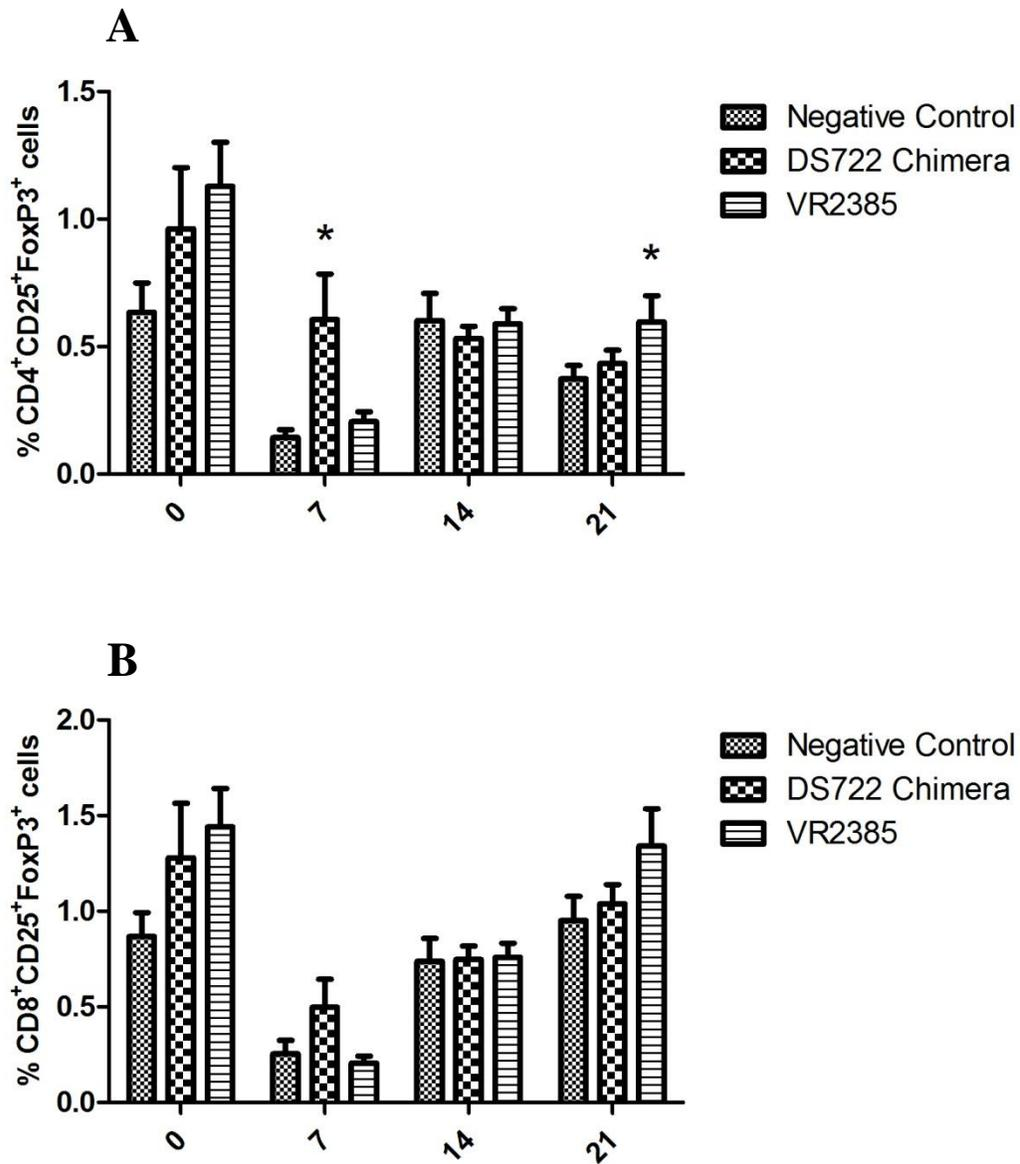 A
% CD4⁺CD25⁺FoxP3⁺ cells
1.5
1.0
0.5
0.0
*
*
0 7 14 21
Negative Control
DS722 Chimera
VR2385
B
% CD8⁺CD25⁺FoxP3⁺ cells
2.0
1.5
1.0
0.5
0.0
0 7 14 21
Negative Control
DS722 Chimera
VR2385